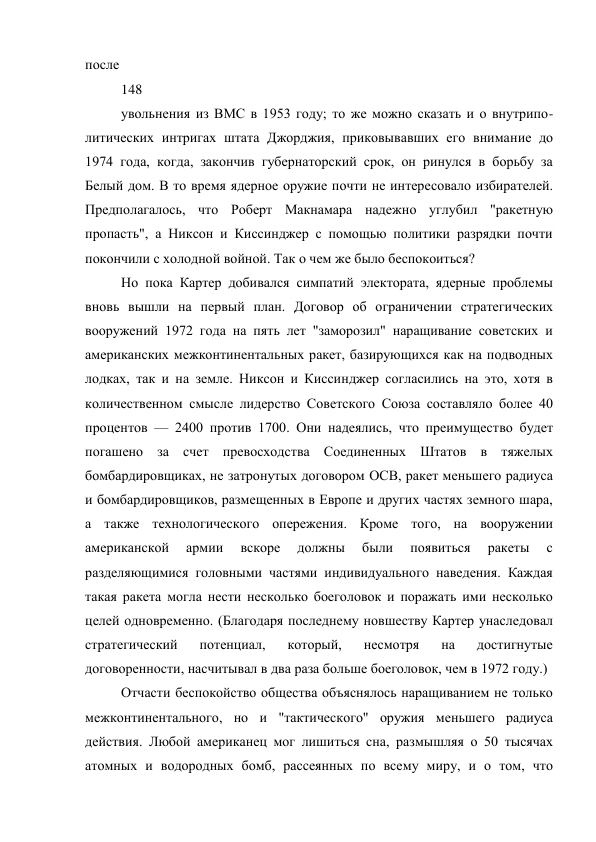 после
148
увольнения из ВМС в 1953 году; то же можно сказать и о внутрипо-
литических интригах штата Джорджия, приковывавших его внимание до
1974 года, когда, закончив губернаторский срок, он ринулся в борьбу за
Белый дом. В то время ядерное оружие почти не интересовало избирателей.
Предполагалось, что Роберт Макнамара надежно углубил "ракетную
пропасть", а Никсон и Киссинджер с помощью политики разрядки почти
покончили с холодной войной. Так о чем же было беспокоиться?
Но пока Картер добивался симпатий электората, ядерные проблемы
вновь вышли на первый план. Договор об ограничении стратегических
вооружений 1972 года на пять лет "заморозил" наращивание советских и
американских межконтинентальных ракет, базирующихся как на подводных
лодках, так и на земле. Никсон и Киссинджер согласились на это, хотя в
количественном смысле лидерство Советского Союза составляло более 40
процентов — 2400 против 1700. Они надеялись, что преимущество будет
погашено за счет превосходства Соединенных Штатов в тяжелых
бомбардировщиках, не затронутых договором ОСВ, ракет меньшего радиуса
и бомбардировщиков, размещенных в Европе и других частях земного шара,
а также технологического опережения. Кроме того, на вооружении
американской армии вскоре должны были появиться ракеты с
разделяющимися головными частями индивидуального наведения. Каждая
такая ракета могла нести несколько боеголовок и поражать ими несколько
целей одновременно. (Благодаря последнему новшеству Картер унаследовал
стратегический потенциал, который, несмотря на достигнутые
договоренности, насчитывал в два раза больше боеголовок, чем в 1972 году.)
Отчасти беспокойство общества объяснялось наращиванием не только
межконтинентального, но и "тактического" оружия меньшего радиуса
действия. Любой американец мог лишиться сна, размышляя о 50 тысячах
атомных и водородных бомб, рассеянных по всему миру, и о том, что